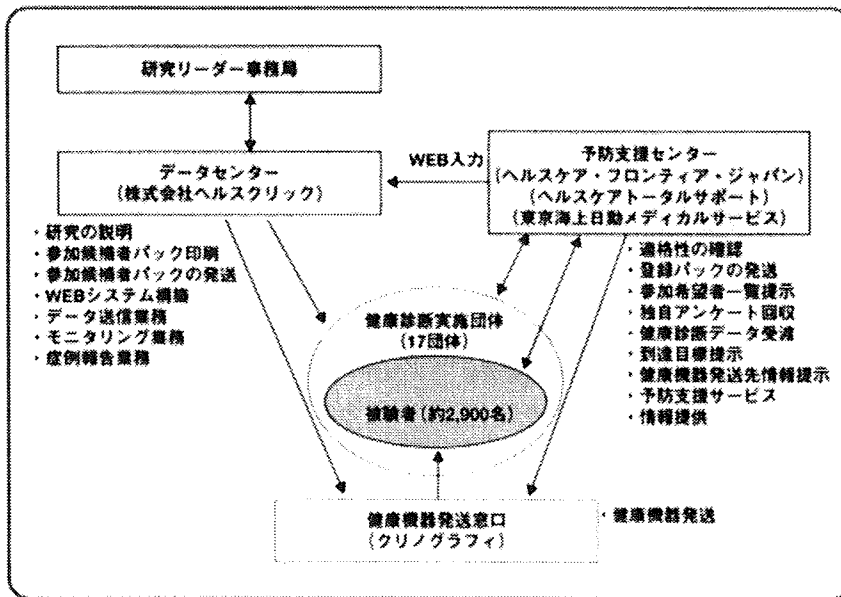 研究リーダー事務局
データセンター
(株式会社ヘルスクリック)
WEB入力
予防支援センター
(ヘルスケア・フロンティア・ジャパン)
(ヘルスケアトータルサポート)
(東京海上日動メディカルサービス)
・研究の説明
・参加候補者パック印刷
・参加候補者パックの発送
・WEBシステム構築
・データ送信業務
・モニタリング業務
・症例報告業務
・適格性の確認
・登録パックの発送
・参加希望者一覧提示
・独自アンケート回収
・健康診断データ受渡
・到達目標提示
・健康機器発送先情報提示
・予防支援サービス
・情報提供
健康診断実施団体
(17団体)
被験者(約2,900名)
健康機器発送窓口
(クリノグラフィ)
・健康機器発送